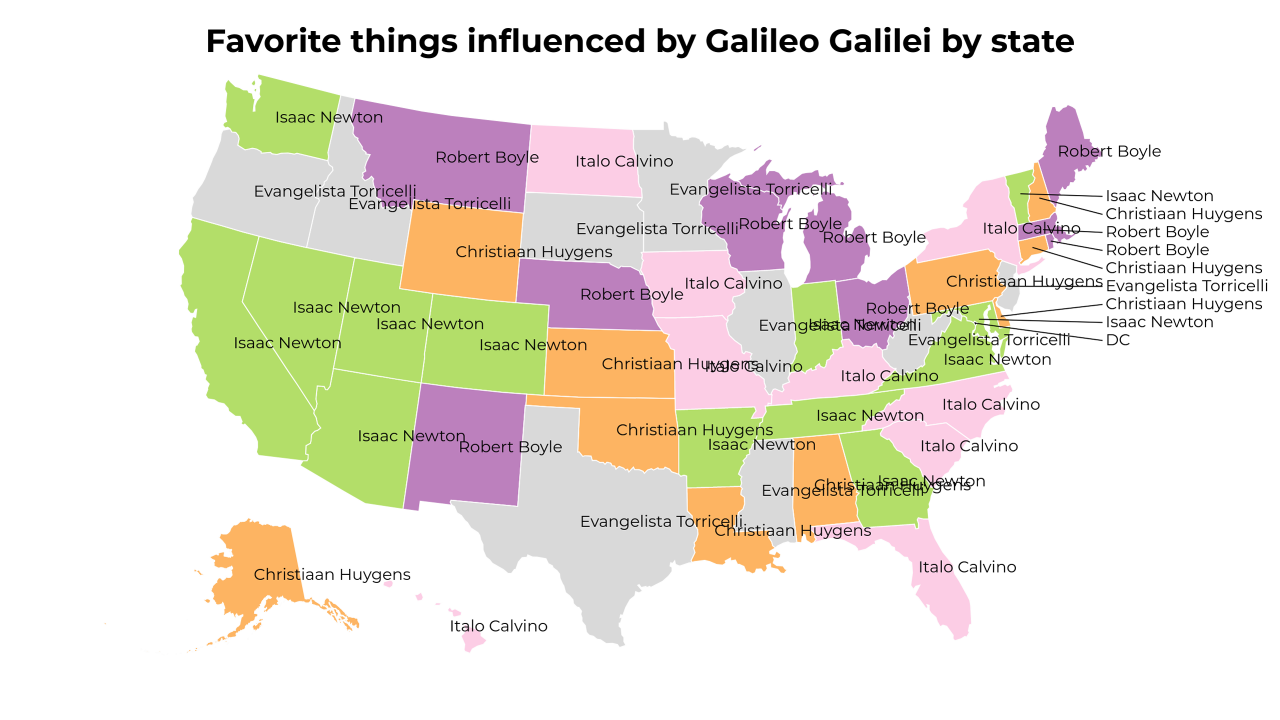 Favorite things influenced by Galileo Galilei by state
Isaac Newton
Robert Boyle
Robert Boyle
Italo Calvino
Evangelista Torricelli
Evangelista Torricelli
Evangelista Torricelli
Isaac Newton
Christiaan Huygens
Evangelista Torricelli
Robert Boyle
Robert Boyle
Italo Calvino
Robert Boyle
Robert Boyle
Christiaan Huygens
Christiaan Huygens
Italo Calvino
Robert Boyle
Christiaan Huygens
Evangelista Torricelli
Isaac Newton
Robert Boyle
Christiaan Huygens
Isaac Newton
Isaac Newton
Evangelista Torricelli
Isaac Newton
Evangelista Torricelli
DC
Isaac Newton
Isaac Newton
Isaac Newton
Christiaan Huygens
Italo Calvino
Italo Calvino
Italo Calvino
Isaac Newton
Christiaan Huygens
Isaac Newton
Robert Boyle
Isaac Newton
Italo Calvino
Isaac Newton
Christiaan Huygens
Evangelista Torricelli
Evangelista Torricelli
Christiaan Huygens
Italo Calvino
Christiaan Huygens
Italo Calvino